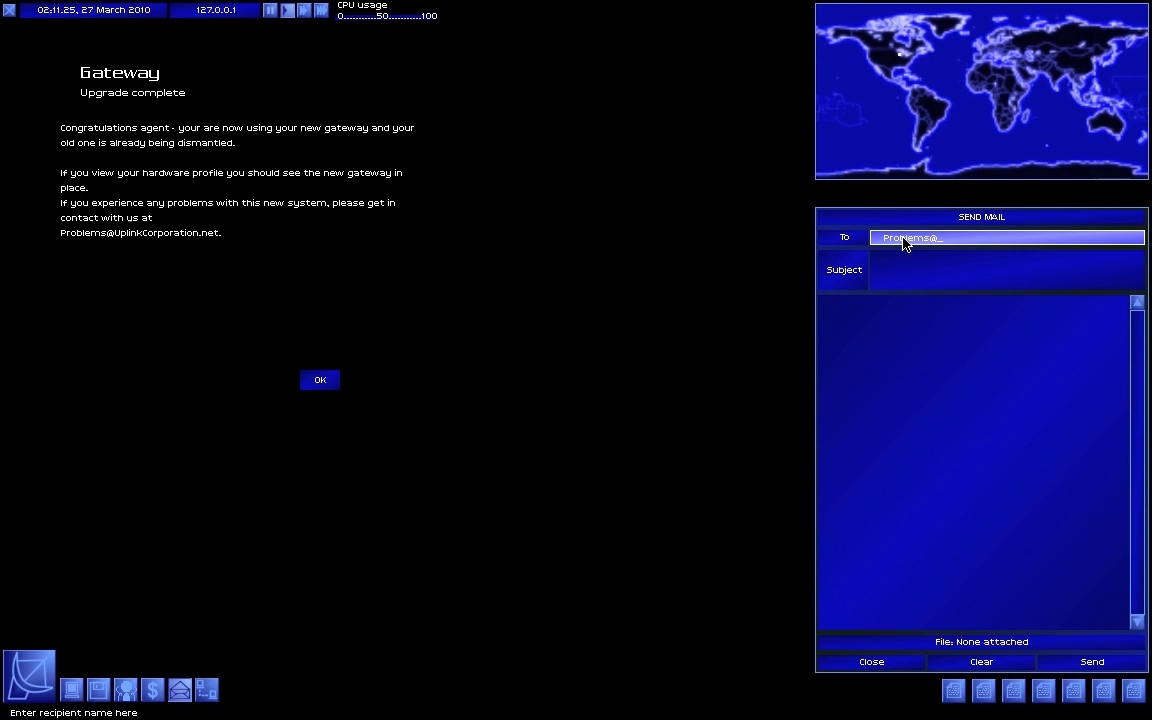 02:11.25, 27 March 2010
127.0.0.1
CPU usage
0...........50...........100
Gateway
Upgrade complete
Congratulations agent - your are now using your new gateway and your
old one is already being dismantled.
If you view your hardware profile you should see the new gateway in
place.
If you experience any problems with this new system, please get in
contact with us at
Problems@UplinkCorporation.net.
OK
SEND MAIL
To
Problems@_
Subject
File: None attached
Close
Clear
Send
Enter recipient name here